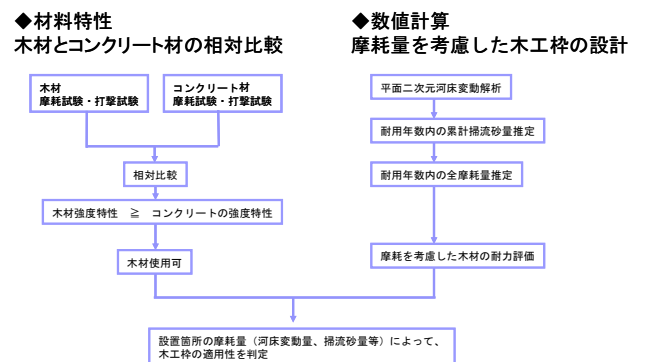 ◆材料特性
木材とコンクリート材の相対比較
木材
摩耗試験・打撃試験
コンクリート材
摩耗試験・打撃試験
相対比較
木材強度特性 ≧ コンクリートの強度特性
木材使用可
◆数値計算
摩耗量を考慮した木工枠の設計
平面二次元河床変動解析
耐用年数内の累計掃流砂量推定
耐用年数内の全摩耗量推定
摩耗を考慮した木材の耐力評価
設置箇所の摩耗量（河床変動量、掃流砂量等）によって、
木工枠の適用性を判定